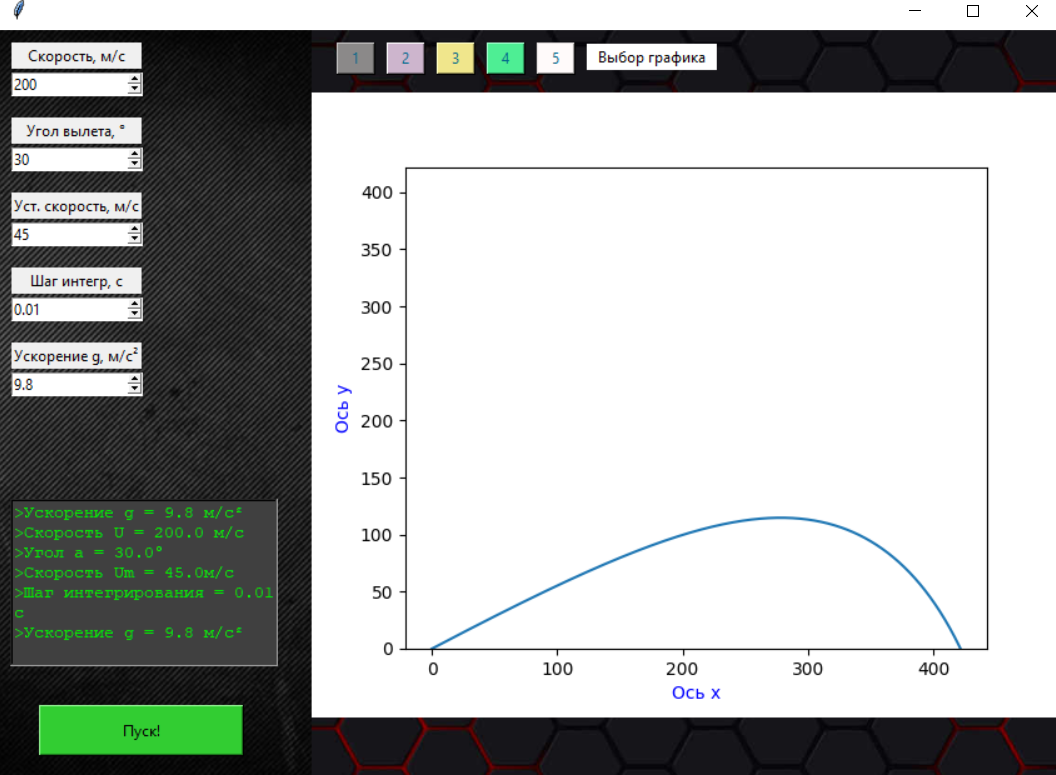 Скорость, м/с
200
Угол вылета, °
30
Уст. скорость, м/с
45
Шаг интегр, с
0.01
Ускорение g, м/с²
9.8
>Ускорение g = 9.8 м/с²
>Скорость U = 200.0 м/с
>Угол a = 30.0°
>Скорость Um = 45.0м/с
>Шаг интегрирования = 0.01
с
>Ускорение g = 9.8 м/с²
Пуск!
1 2 3 4 5 Выбор графика
400
350
300
250
200
150
100
50
0
Ось y
0 100 200 300 400
Ось x